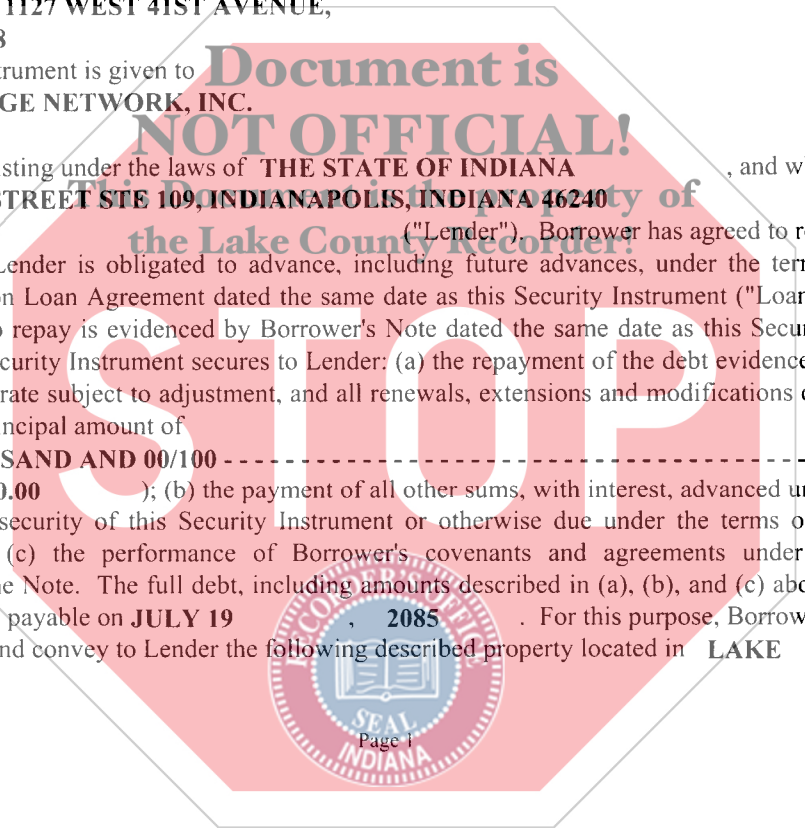 1127 WEST 41ST AVENUE,
8
trument is given to
Document is
GE NETWORK, INC.
NOT OFFICIAL!
isting under the laws of THE STATE OF INDIANA , and w
This Document is the property of
STREET STE 109, INDIANAPOLIS, INDIANA 46240
the Lake County Recorder!
("Lender"). Borrower has agreed to r
Lender is obligated to advance, including future advances, under the ter
n Loan Agreement dated the same date as this Security Instrument ("Loan
o repay is evidenced by Borrower's Note dated the same date as this Secur
curity Instrument secures to Lender: (a) the repayment of the debt evidence
rate subject to adjustment, and all renewals, extensions and modifications o
incipal amount of
SAND AND 00/100 - - - - - - - - - - - - - - - - - - - - - - - - - - - - - - - - - - - - - - - -
0.00 ); (b) the payment of all other sums, with interest, advanced u
security of this Security Instrument or otherwise due under the terms o
(c) the performance of Borrower's covenants and agreements under
e Note. The full debt, including amounts described in (a), (b), and (c) abo
payable on JULY 19 , 2085 . For this purpose, Borrow
nd convey to Lender the following described property located in LAKE
STOP
RECORDER'S OFFICE
SEAL
INDIANA
Page 1